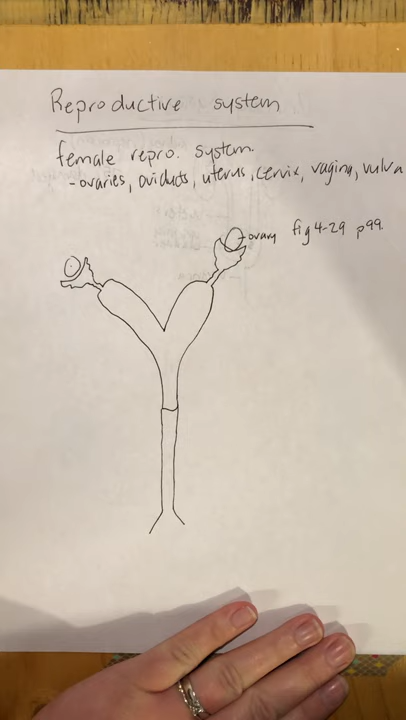 Reproductive system
female repro. system.
- ovaries, oviducts, uterus, cervix, vagina, vulva
ovary fig 4-29 p99.